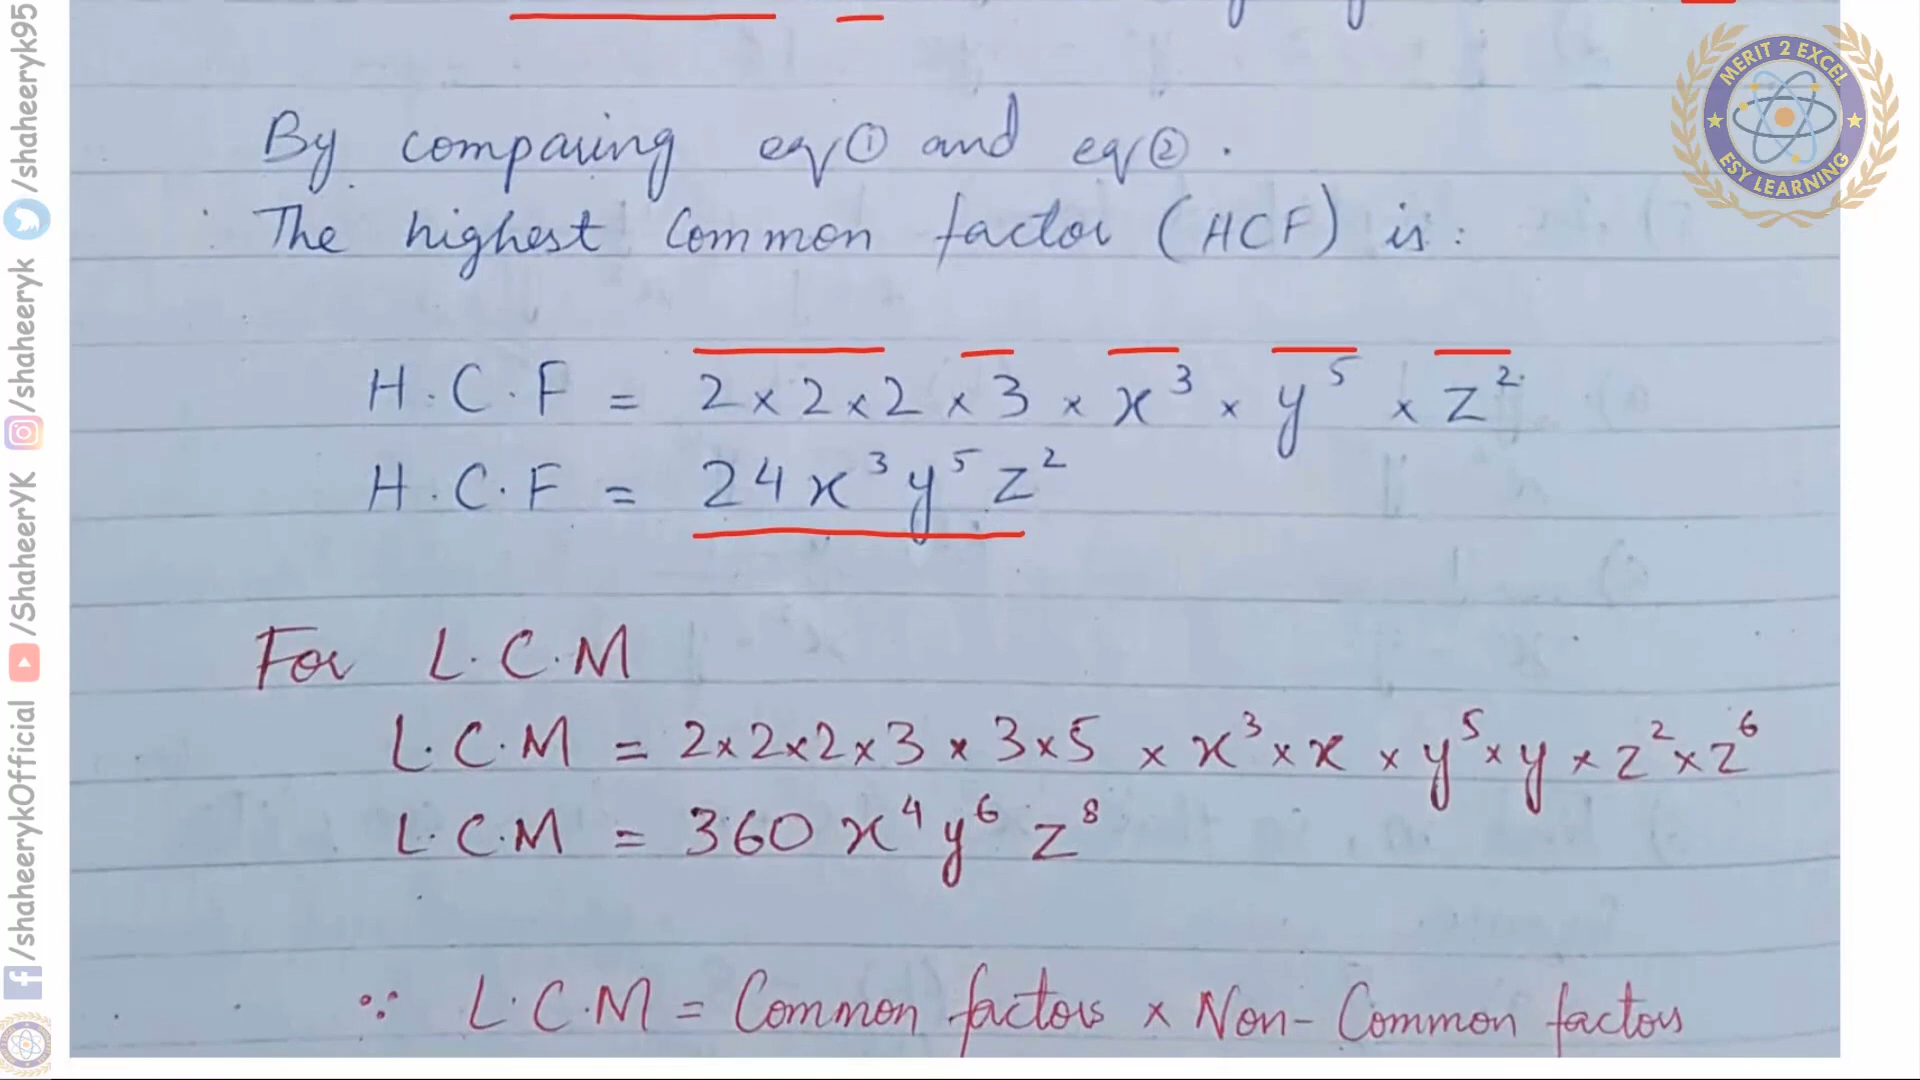 By comparing eq① and eq②.
The highest Common factor (HCF) is:
H.C.F = 2×2×2×3 × x³ × y⁵ × z²
H.C.F = 24x³y⁵z²
For L.C.M
L.C.M = 2×2×2×3×3×5 × x³×x×y⁵×y×z²×z⁶
L.C.M = 360x⁴y⁶z⁸
∵ L.C.M = Common factors × Non-Common factors
MERIT 2 EXCEL
ESY LEARNING
/shaheerykOfficial
/ShaheerYK
/shaheeryk
/shaheeryk95